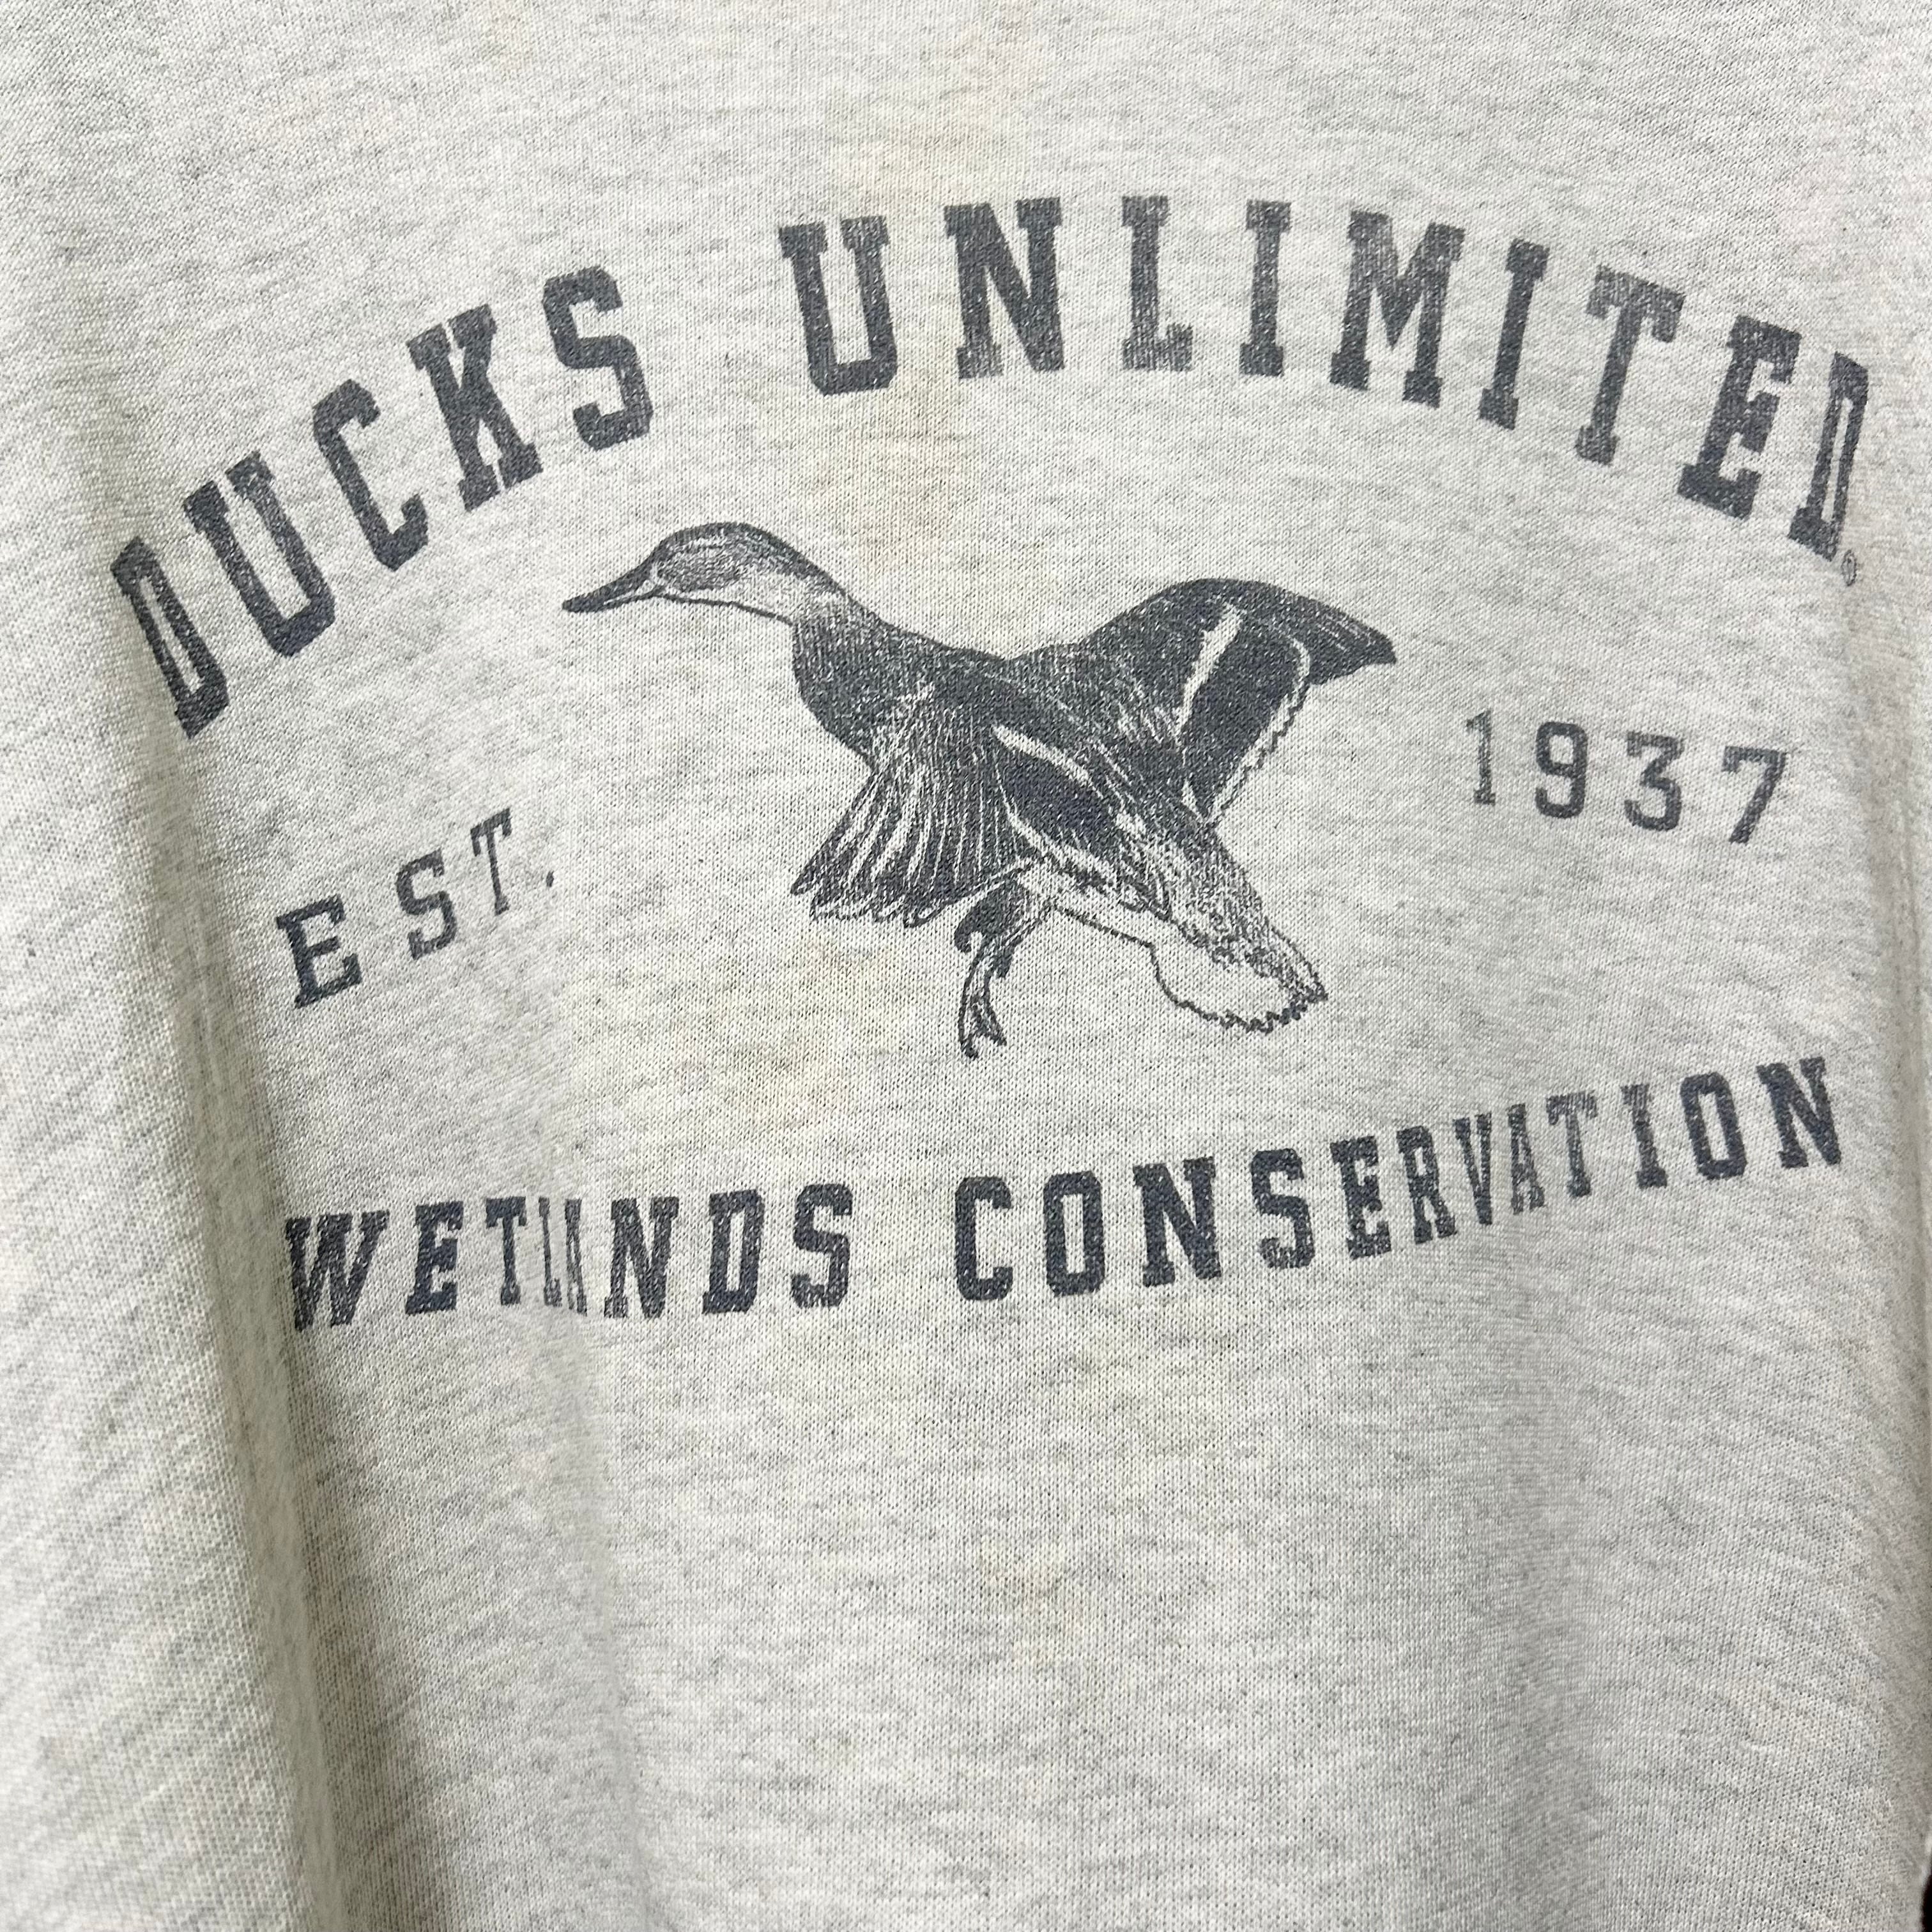 DUCKS UNLIMITED®
EST. 1937
WETLANDS CONSERVATION